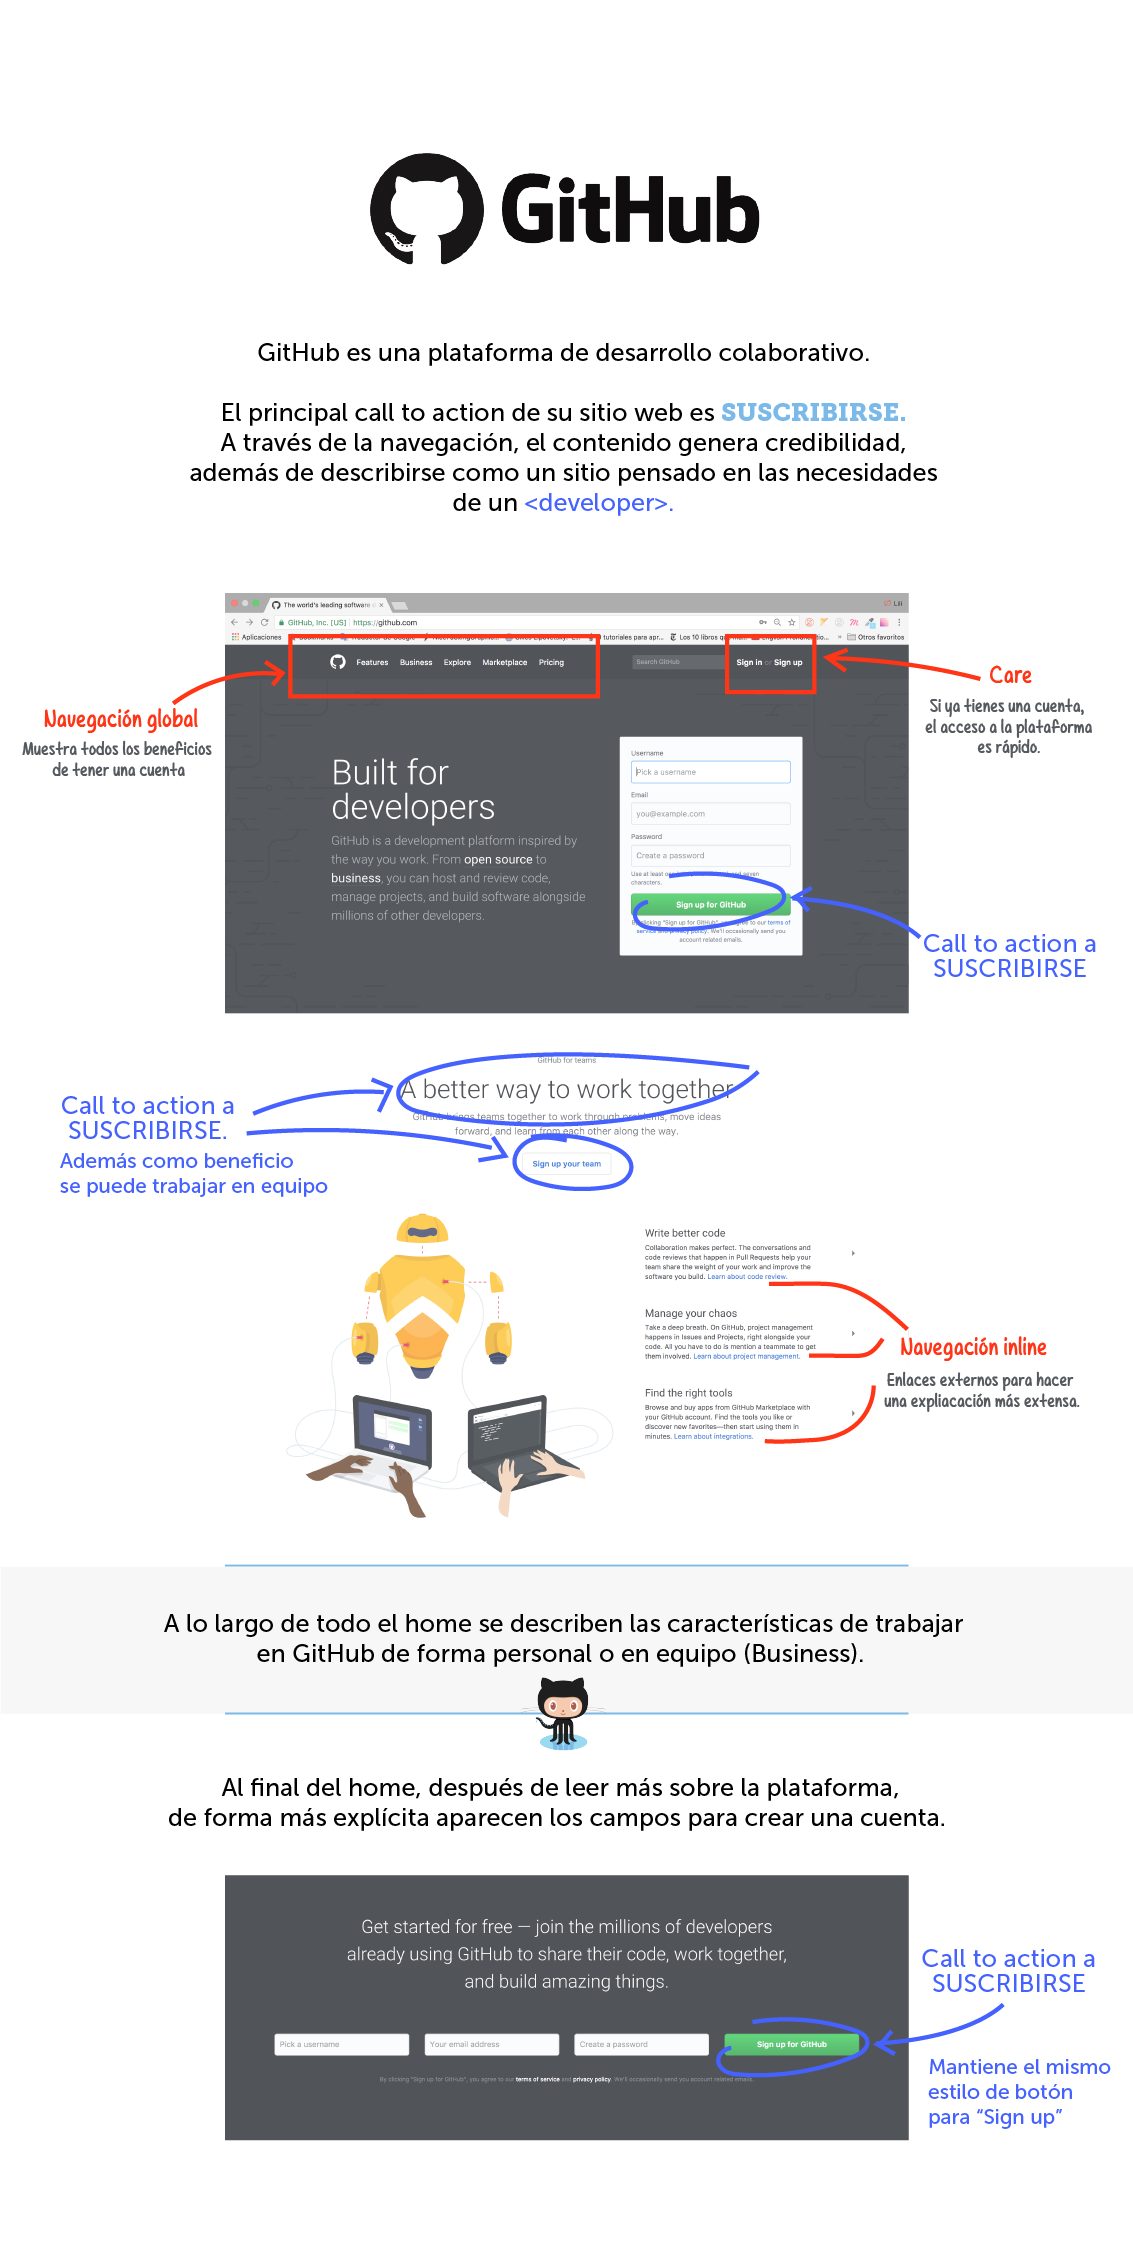 GitHub
GitHub es una plataforma de desarrollo colaborativo.
El principal call to action de su sitio web es SUSCRIBIRSE.
A través de la navegación, el contenido genera credibilidad,
además de describirse como un sitio pensado en las necesidades
de un <developer>.
The world's leading software
Lili
GitHub, Inc. [US] https://github.com
Aplicaciones
tutoriales para apr...
Los 10 libros
Otros favoritos
Features Business Explore Marketplace Pricing
Search GitHub
Sign in or Sign up
Navegación global
Muestra todos los beneficios
de tener una cuenta
Care
Si ya tienes una cuenta,
el acceso a la plataforma
es rápido.
Built for
developers
GitHub is a development platform inspired by
the way you work. From open source to
business, you can host and review code,
manage projects, and build software alongside
millions of other developers.
Username
Pick a username
Email
you@example.com
Password
Create a password
Use at least one seven
characters.
Sign up for GitHub
By clicking "Sign up for GitHub", to our terms of
service and privacy policy. We'll occasionally send you
account related emails.
Call to action a
SUSCRIBIRSE
GitHub for teams
A better way to work together
GitHub brings teams together to work through problems, move ideas
forward, and learn from each other along the way.
Sign up your team
Call to action a
SUSCRIBIRSE.
Además como beneficio
se puede trabajar en equipo
Write better code
Collaboration makes perfect. The conversations and
code reviews that happen in Pull Requests help your
team share the weight of your work and improve the
software you build. Learn about code review.
Manage your chaos
Take a deep breath. On GitHub, project management
happens in Issues and Projects, right alongside your
code. All you have to do is mention a teammate to get
them involved. Learn about project management.
Find the right tools
Browse and buy apps from GitHub Marketplace with
your GitHub account. Find the tools you like or
discover new favorites—then start using them in
minutes. Learn about integrations.
Navegación inline
Enlaces externos para hacer
una expliacación más extensa.
A lo largo de todo el home se describen las características de trabajar
en GitHub de forma personal o en equipo (Business).
Al final del home, después de leer más sobre la plataforma,
de forma más explícita aparecen los campos para crear una cuenta.
Get started for free — join the millions of developers
already using GitHub to share their code, work together,
and build amazing things.
Pick a username
Your email address
Create a password
Sign up for GitHub
By clicking "Sign up for GitHub", you agree to our terms of service and privacy policy. We'll occasionally send you account related emails.
Call to action a
SUSCRIBIRSE
Mantiene el mismo
estilo de botón
para “Sign up”